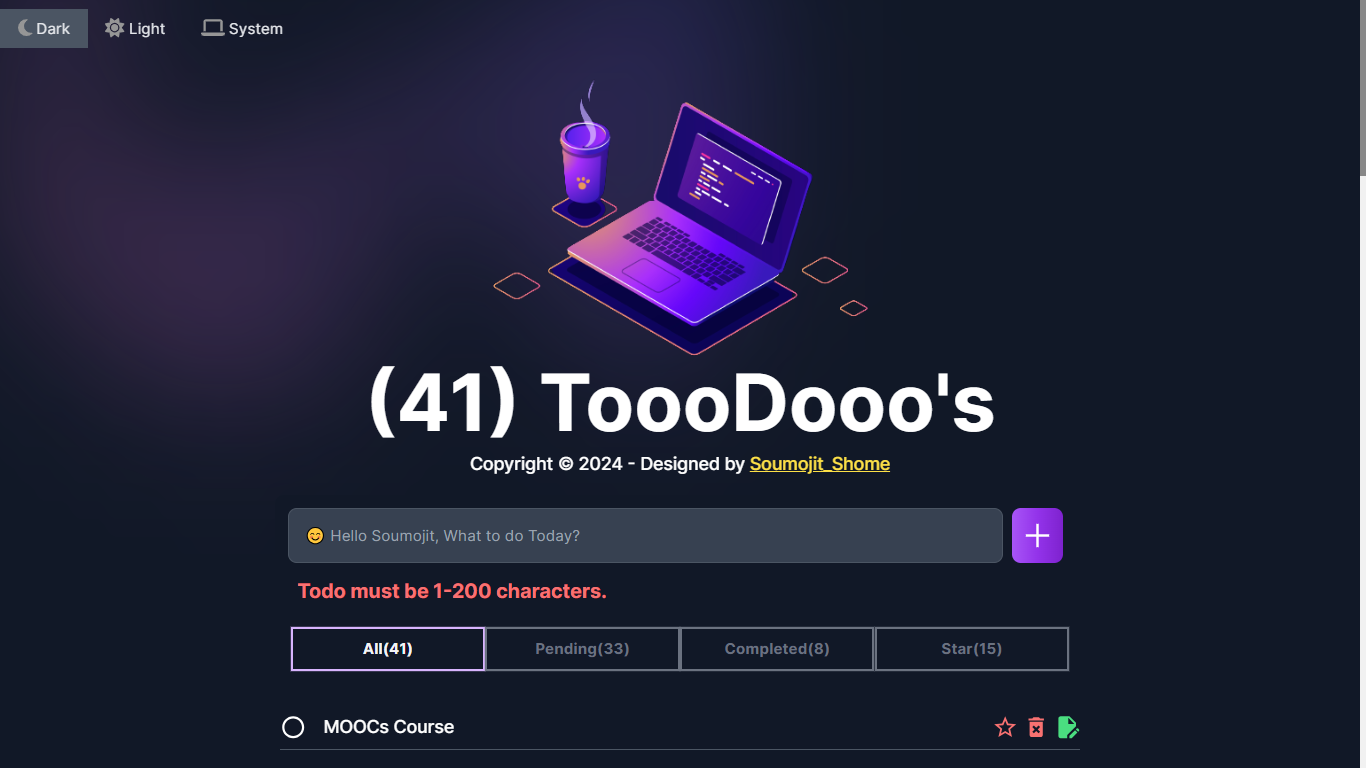 Dark Light System
(41) ToooDooo's
Copyright © 2024 - Designed by Soumojit_Shome
😊 Hello Soumojit, What to do Today?
Todo must be 1-200 characters.
All(41) Pending(33) Completed(8) Star(15)
MOOCs Course